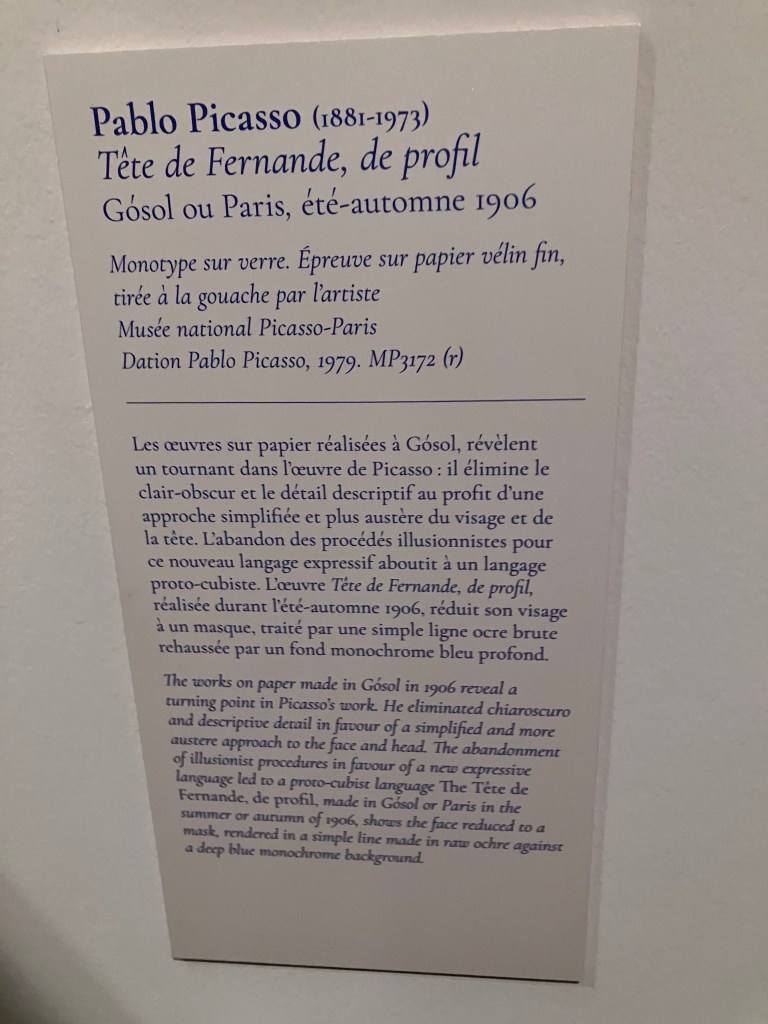 Pablo Picasso (1881-1973)
Tête de Fernande, de profil
Gósol ou Paris, été-automne 1906
Monotype sur verre. Épreuve sur papier vélin fin,
tirée à la gouache par l'artiste
Musée national Picasso-Paris
Dation Pablo Picasso, 1979. MP3172 (r)
Les œuvres sur papier réalisées à Gósol, révèlent
un tournant dans l'œuvre de Picasso : il élimine le
clair-obscur et le détail descriptif au profit d'une
approche simplifiée et plus austère du visage et de
la tête. L'abandon des procédés illusionnistes pour
ce nouveau langage expressif aboutit à un langage
proto-cubiste. L'œuvre Tête de Fernande, de profil,
réalisée durant l'été-automne 1906, réduit son visage
à un masque, traité par une simple ligne ocre brute
rehaussée par un fond monochrome bleu profond.
The works on paper made in Gósol in 1906 reveal a
turning point in Picasso's work. He eliminated chiaroscuro
and descriptive detail in favour of a simplified and more
austere approach to the face and head. The abandonment
of illusionist procedures in favour of a new expressive
language led to a proto-cubist language The Tête de
Fernande, de profil, made in Gósol or Paris in the
summer or autumn of 1906, shows the face reduced to a
mask, rendered in a simple line made in raw ochre against
a deep blue monochrome background.